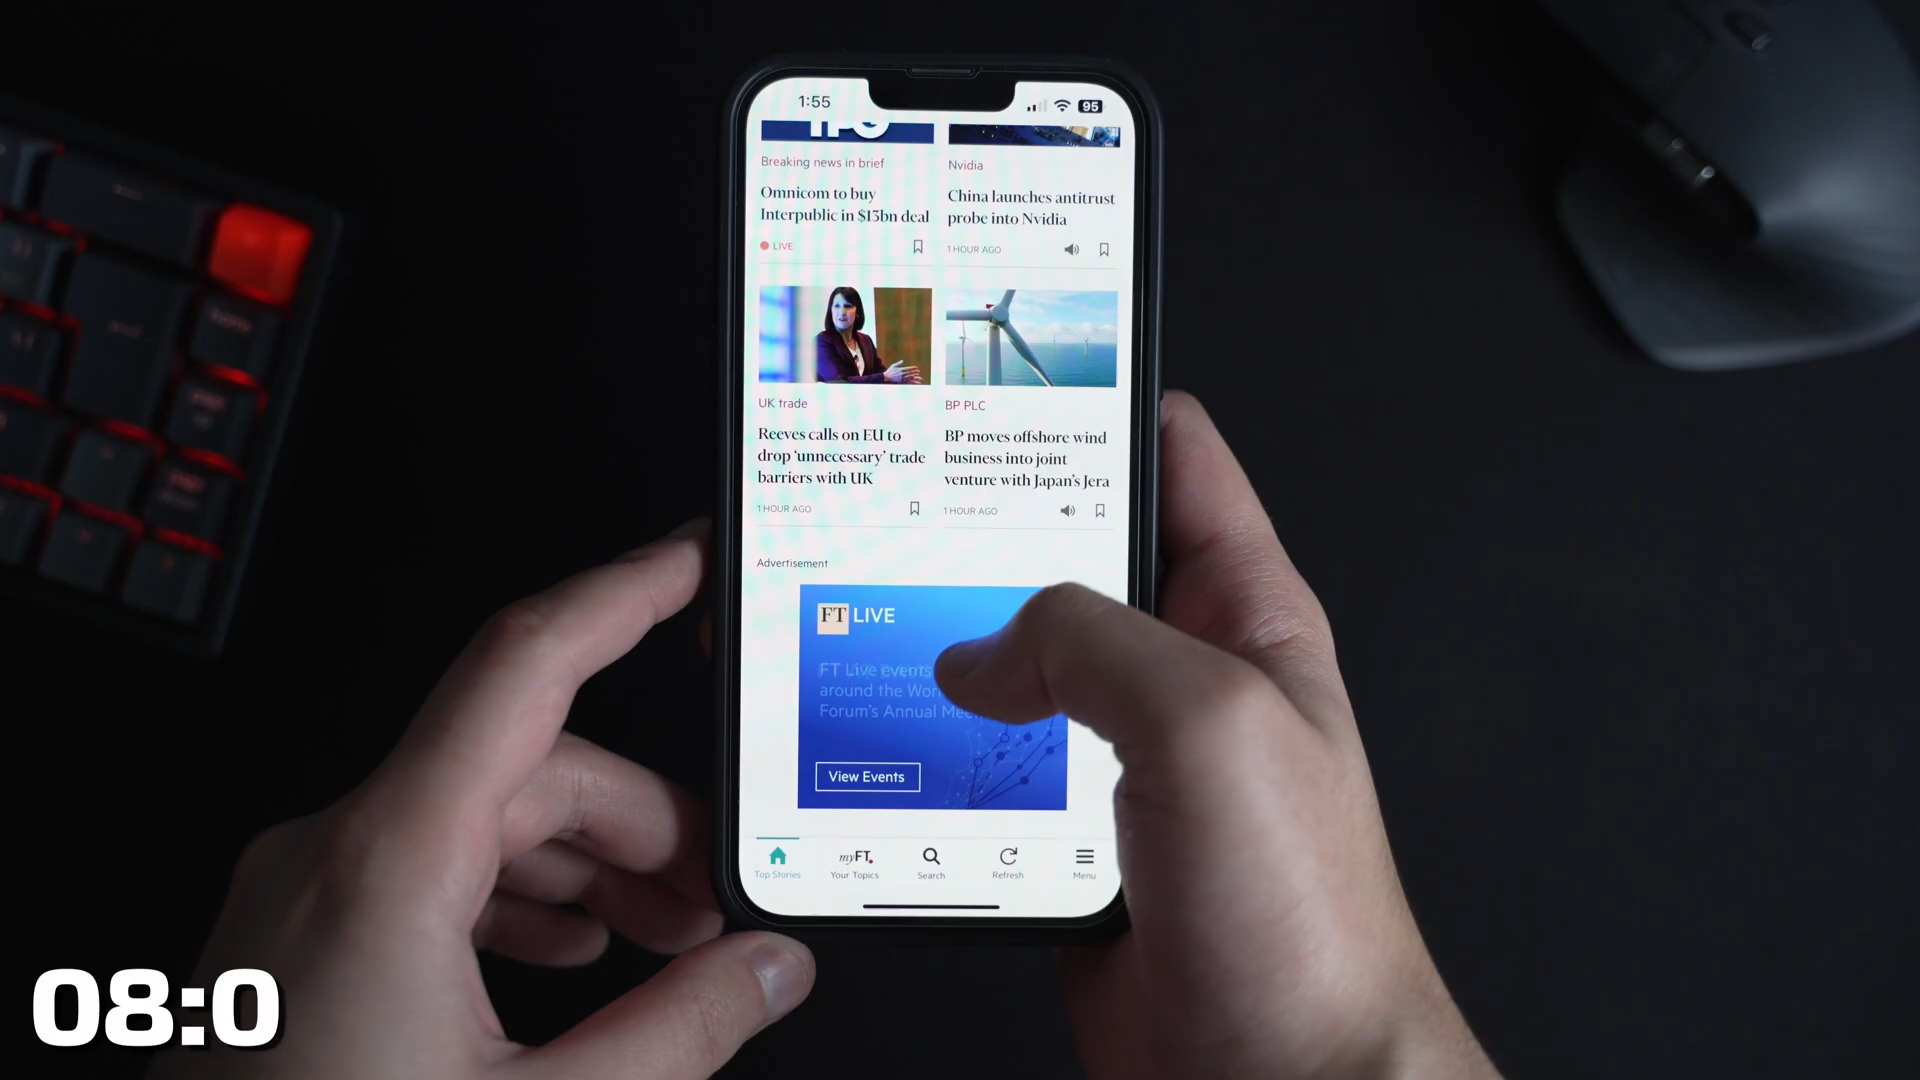 1:55
95
IPO
Breaking news in brief
Omnicom to buy
Interpublic in $13bn deal
LIVE
Nvidia
China launches antitrust
probe into Nvidia
1 HOUR AGO
UK trade
Reeves calls on EU to
drop ‘unnecessary’ trade
barriers with UK
1 HOUR AGO
BP PLC
BP moves offshore wind
business into joint
venture with Japan's Jera
1 HOUR AGO
Advertisement
FT LIVE
FT Live events
around the
Forum's Annual
View Events
Top Stories
myFT.
Your Topics
Search
Refresh
Menu
08:0